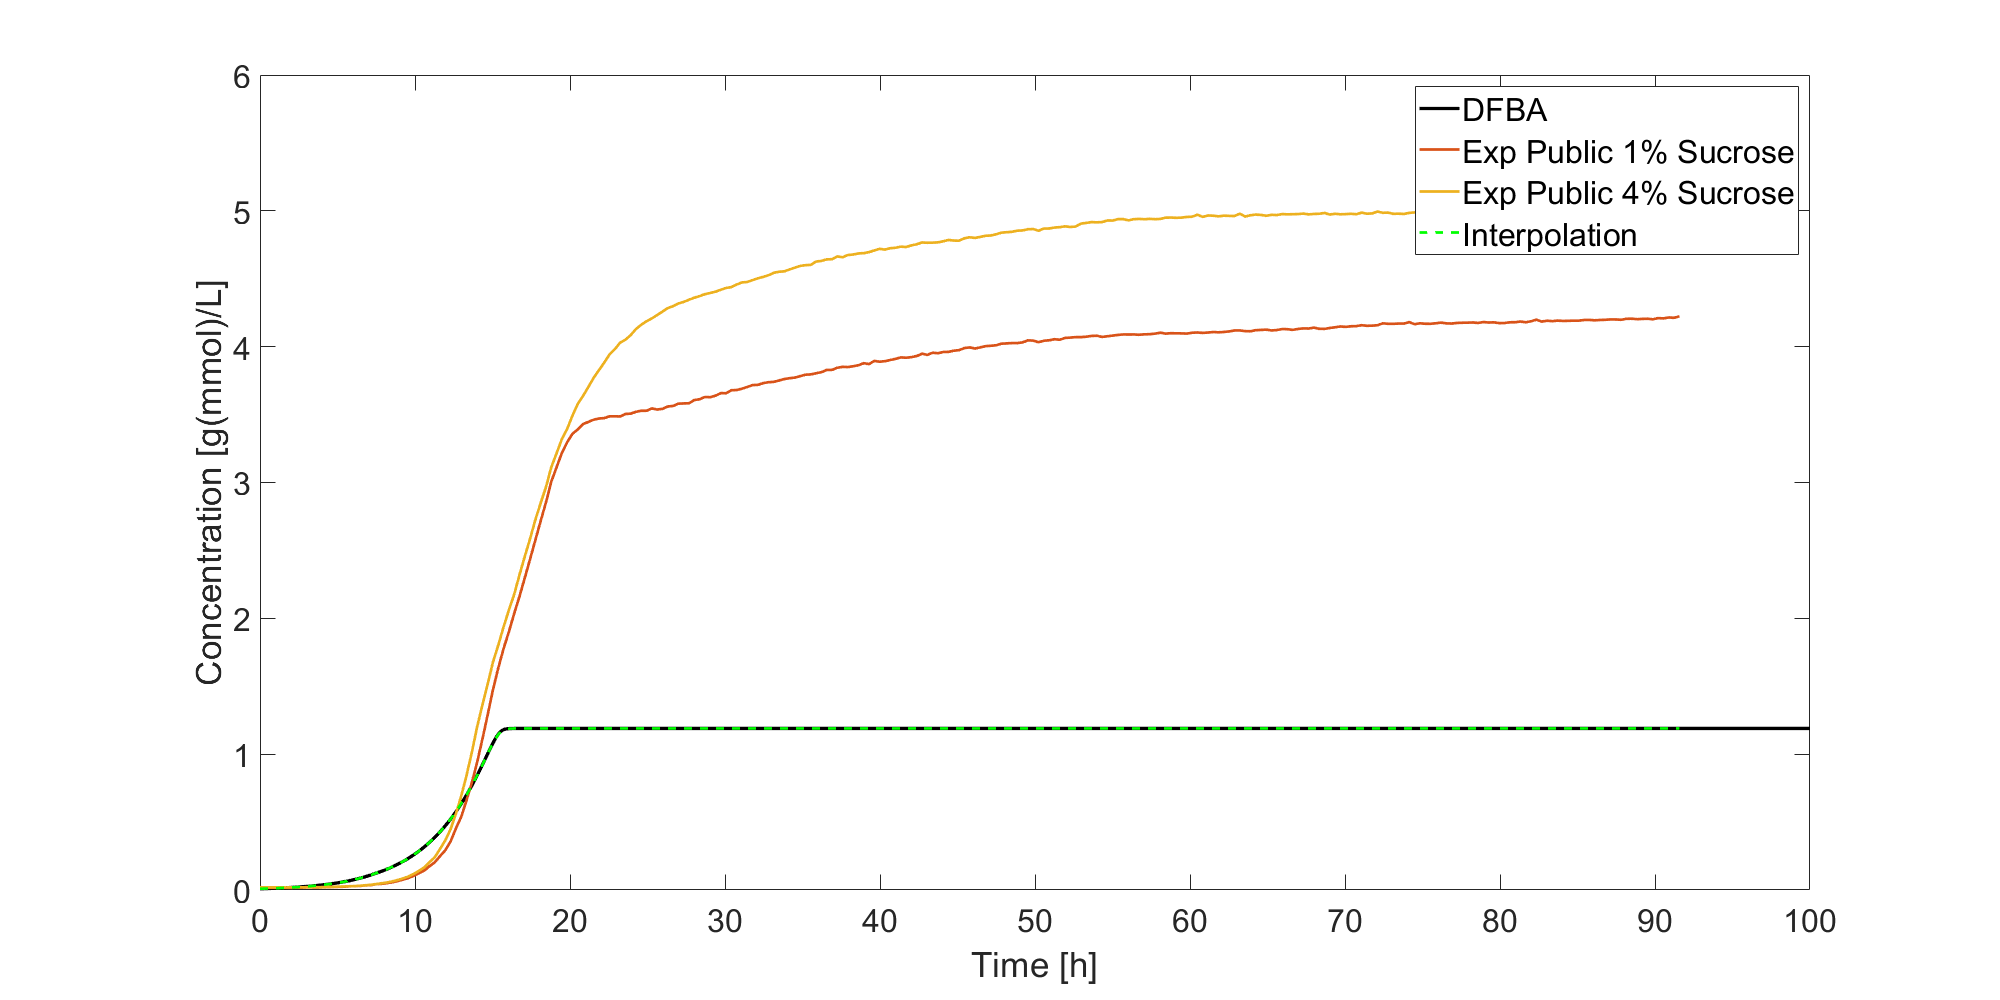 6
5
4
3
2
1
0
Concentration [g(mmol)/L]
DFBA
Exp Public 1% Sucrose
Exp Public 4% Sucrose
Interpolation
0 10 20 30 40 50 60 70 80 90 100
Time [h]